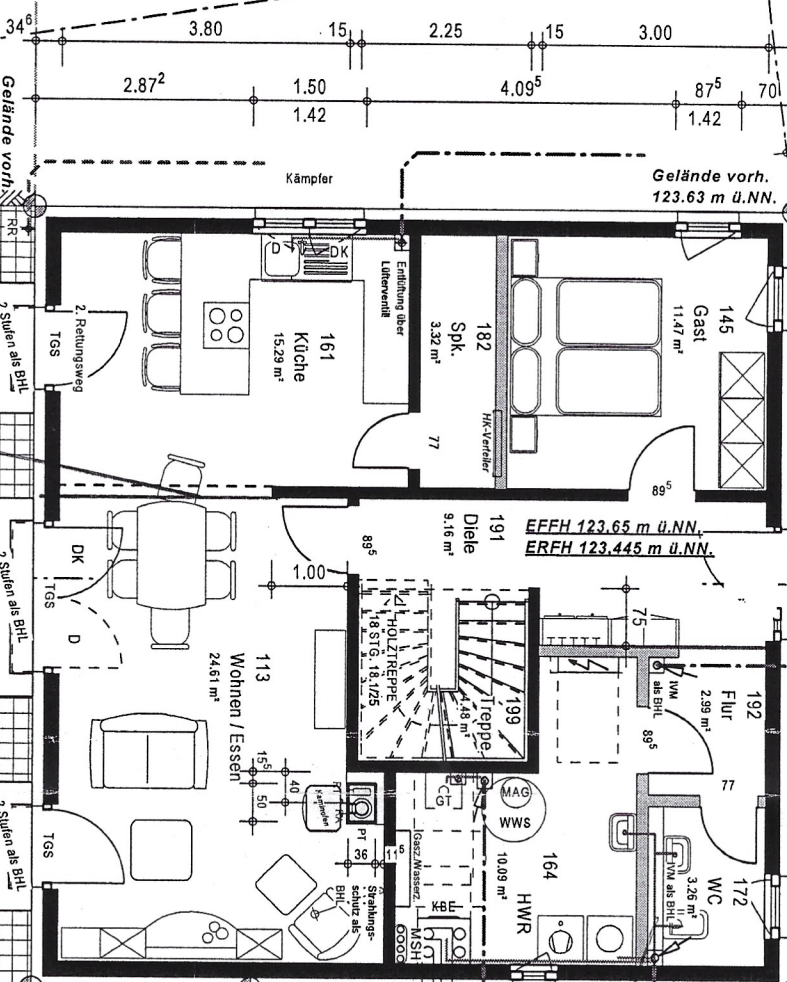 34⁶ 3.80 15 2.25 15 3.00
2.87² 1.50 4.09⁵ 87⁵ 70
1.42 1.42
Gelände vorh.
Kämpfer
Gelände vorh.
123.63 m ü.NN.
RR
D DK
Entlüftung über
Lüfterventil
2. Rettungsweg
TGS
2 Stufen als BHL
161
Küche
15.29 m²
182
Spk.
3.32 m²
145
Gast
11.47 m²
HK-Verteiler
77
89⁵
191
Diele
9.16 m²
89⁵
EFFH 123,65 m ü.NN.
ERFH 123,445 m ü.NN.
DK
TGS
D
2 Stufen als BHL
1.00
75
HOLZTREPPE
18 STG. 18.1/25
199
Treppe
4.48 m²
113
Wohnen / Essen
24.61 m²
192
Flur
2.99 m²
IVM
als BHL
89⁵
77
15⁵
40
50
Kaminofen
PT
36
11⁵
GT
MAG
WWS
Gasz./Wasserz.
164
HWR
10.09 m²
172
WC
3.26 m²
IVM als BHL
TGS
2 Stufen als BHL
Strahlungs-
schutz als
BHL
KBE
MSH